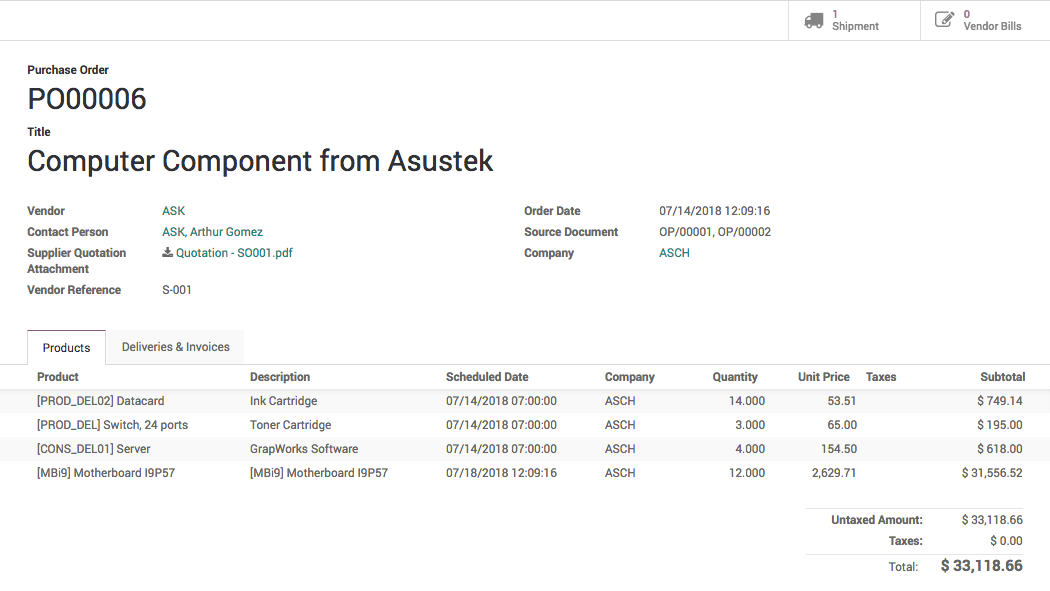 1
Shipment
0
Vendor Bills
Purchase Order
PO00006
Title
Computer Component from Asustek
Vendor ASK Order Date 07/14/2018 12:09:16
Contact Person ASK, Arthur Gomez Source Document OP/00001, OP/00002
Supplier Quotation Quotation - SO001.pdf Company ASCH
Attachment
Vendor Reference S-001
Products Deliveries & Invoices
Product Description Scheduled Date Company Quantity Unit Price Taxes Subtotal
[PROD_DEL02] Datacard Ink Cartridge 07/14/2018 07:00:00 ASCH 14.000 53.51 $ 749.14
[PROD_DEL] Switch, 24 ports Toner Cartridge 07/14/2018 07:00:00 ASCH 3.000 65.00 $ 195.00
[CONS_DEL01] Server GrapWorks Software 07/14/2018 07:00:00 ASCH 4.000 154.50 $ 618.00
[MBi9] Motherboard I9P57 [MBi9] Motherboard I9P57 07/18/2018 12:09:16 ASCH 12.000 2,629.71 $ 31,556.52
Untaxed Amount: $ 33,118.66
Taxes: $ 0.00
Total: $ 33,118.66